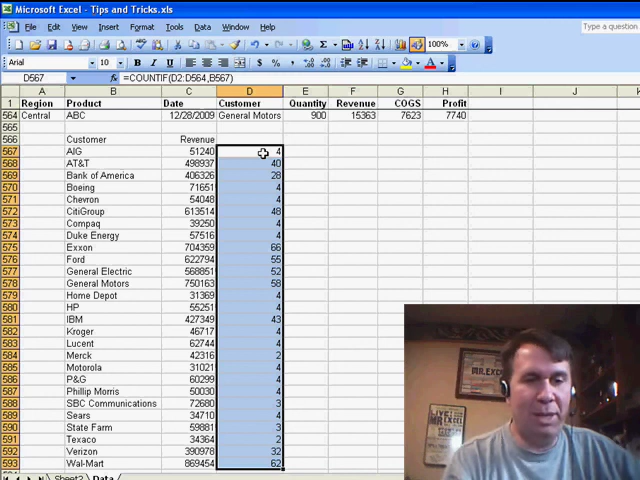 Microsoft Excel - Tips and Tricks.xls
File Edit View Insert Format Tools Data Window Help
Type a question
100%
Arial 10
D567 =COUNTIF(D2:D564,B567)
A B C D E F G H I J
1 Region Product Date Customer Quantity Revenue COGS Profit
564 Central ABC 12/28/2009 General Motors 900 15363 7623 7740
565
566 Customer Revenue
567 AIG 51240 4
568 AT&T 498937 40
569 Bank of America 406326 28
570 Boeing 71651 4
571 Chevron 54048 4
572 CitiGroup 613514 48
573 Compaq 39250 4
574 Duke Energy 57516 4
575 Exxon 704359 66
576 Ford 622794 55
577 General Electric 568851 52
578 General Motors 750163 58
579 Home Depot 31369 4
580 HP 55251 4
581 IBM 427349 43
582 Kroger 46717 4
583 Lucent 62744 4
584 Merck 42316 2
585 Motorola 31021 4
586 P&G 60299 4
587 Phillip Morris 50030 4
588 SBC Communications 72680 3
589 Sears 34710 4
590 State Farm 59881 3
591 Texaco 34364 2
592 Verizon 390978 32
593 Wal-Mart 869454 62
Sheet2 Data
MR.EXCEL
LIVE!
MR
EXCEL